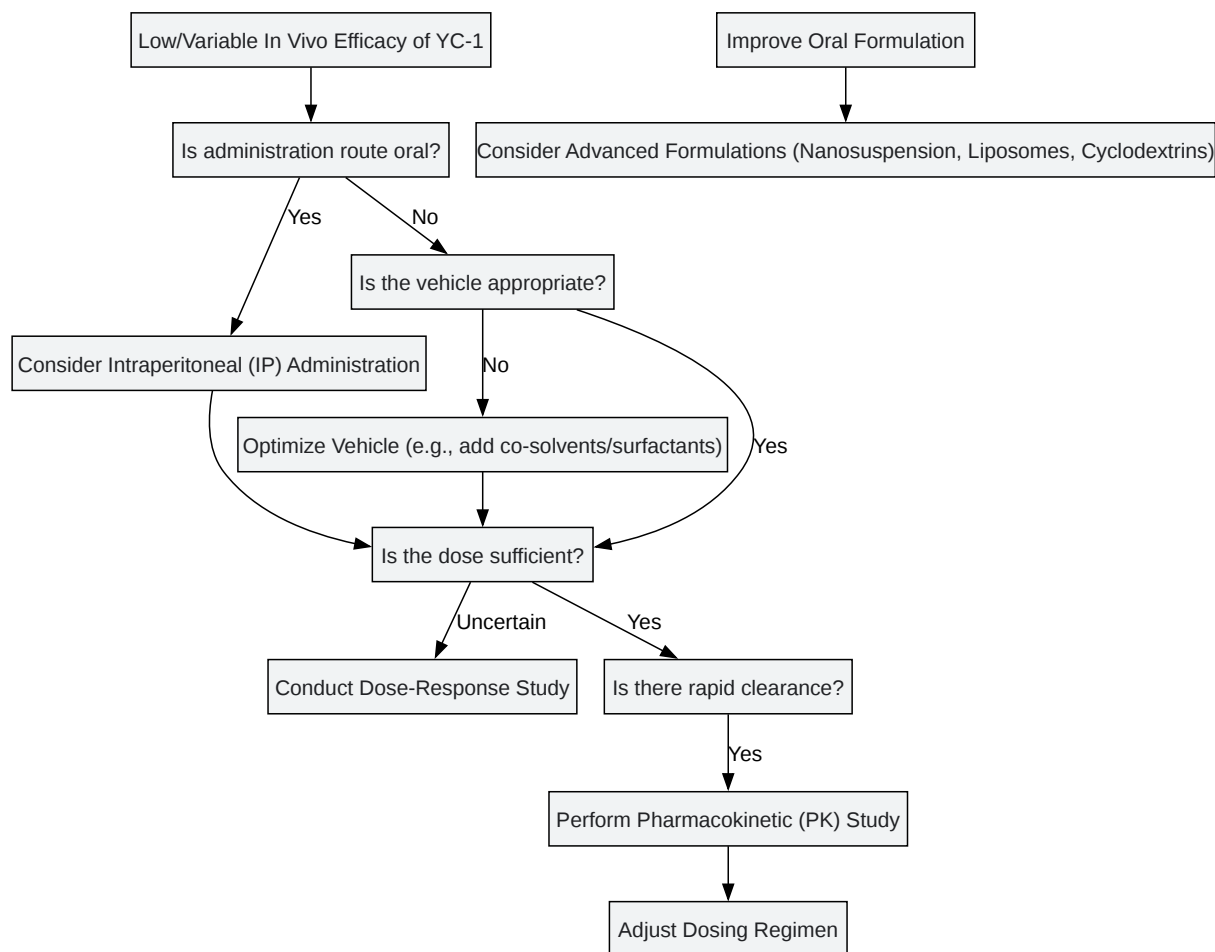 Low/Variable In Vivo Efficacy of YC-1
Improve Oral Formulation
Is administration route oral?
Consider Advanced Formulations (Nanosuspension, Liposomes, Cyclodextrins)
Yes
No
Is the vehicle appropriate?
Consider Intraperitoneal (IP) Administration
No
Optimize Vehicle (e.g., add co-solvents/surfactants)
Yes
Is the dose sufficient?
Uncertain
Yes
Conduct Dose-Response Study
Is there rapid clearance?
Yes
Perform Pharmacokinetic (PK) Study
Adjust Dosing Regimen